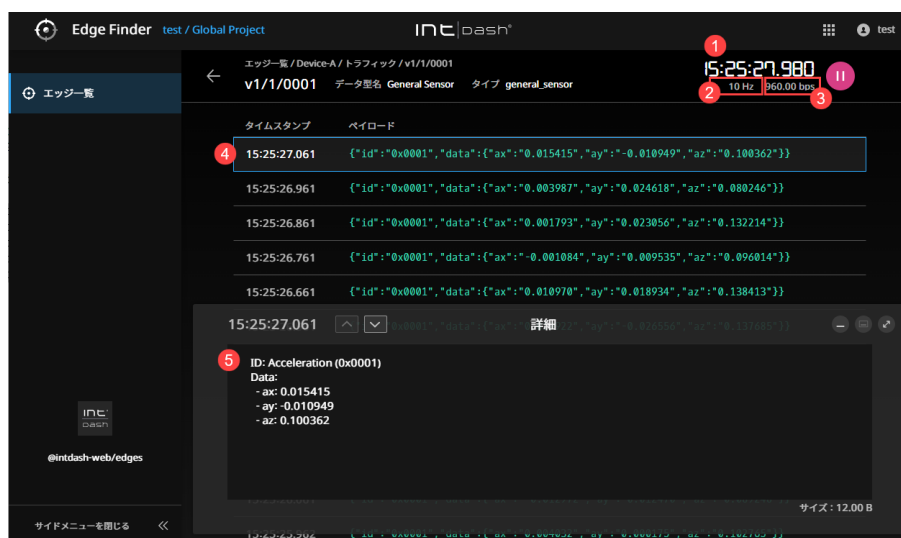 Edge Finder test / Global Project
intdash
test
1
エッジ一覧 / Device-A / トラフィック / v1/1/0001
v1/1/0001 データ型名 General Sensor タイプ general_sensor
15:25:27.980
2 10 Hz 960.00 bps 3
エッジ一覧
タイムスタンプ ペイロード
4 15:25:27.061 {"id":"0x0001","data":{"ax":"0.015415","ay":"-0.010949","az":"0.100362"}}
15:25:26.961 {"id":"0x0001","data":{"ax":"0.003987","ay":"0.024618","az":"0.080246"}}
15:25:26.861 {"id":"0x0001","data":{"ax":"0.001793","ay":"0.023056","az":"0.132214"}}
15:25:26.761 {"id":"0x0001","data":{"ax":"-0.001084","ay":"0.009535","az":"0.096014"}}
15:25:26.661 {"id":"0x0001","data":{"ax":"0.010970","ay":"0.018934","az":"0.138413"}}
15:25:27.061 詳細
5 ID: Acceleration (0x0001)
Data:
- ax: 0.015415
- ay: -0.010949
- az: 0.100362
int
dash
@intdash-web/edges
サイズ : 12.00 B
サイドメニューを閉じる